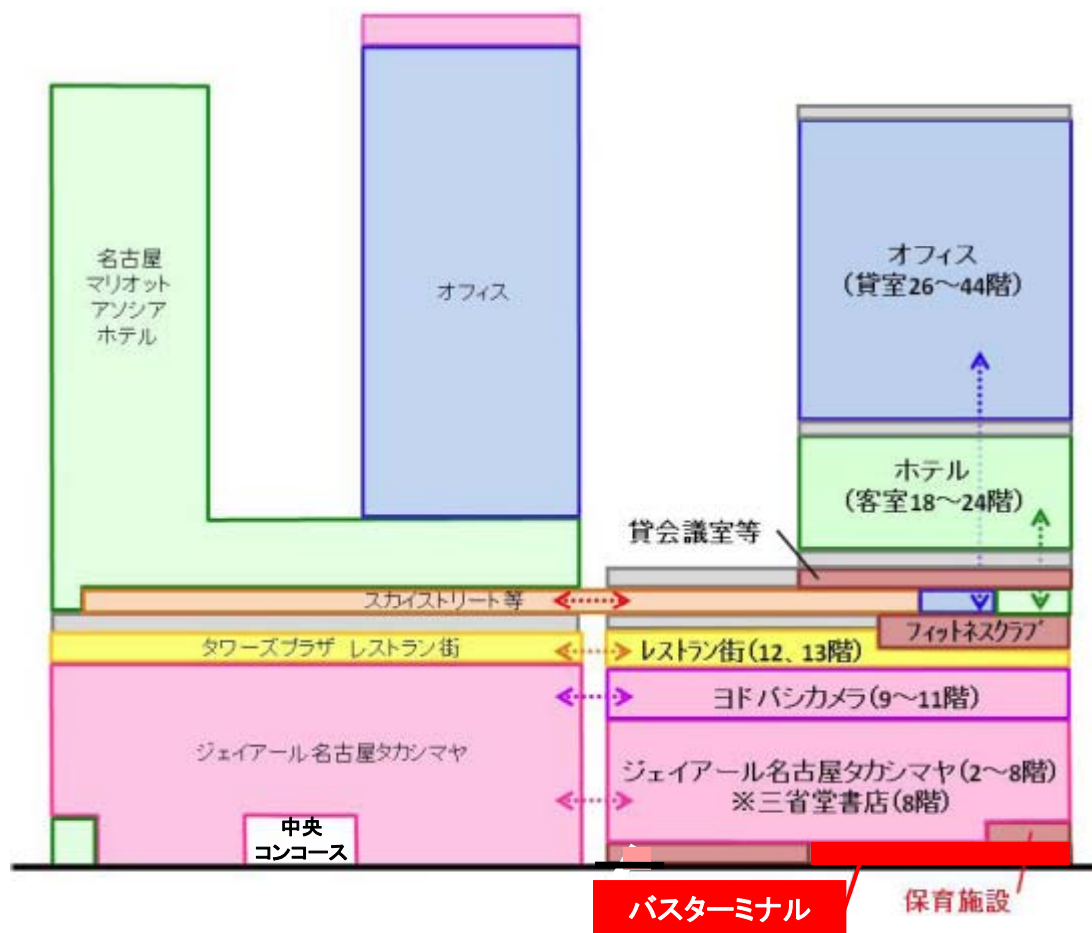 名古屋
マリオット
アソシア
ホテル
オフィス
オフィス
(貸室26～44階)
ホテル
(客室18～24階)
貸会議室等
スカイストリート等
フィットネスクラブ
タワーズプラザ レストラン街
レストラン街(12、13階)
ヨドバシカメラ(9～11階)
ジェイアール名古屋タカシマヤ
ジェイアール名古屋タカシマヤ(2～8階)
※三省堂書店(8階)
中央
コンコース
バスターミナル
保育施設